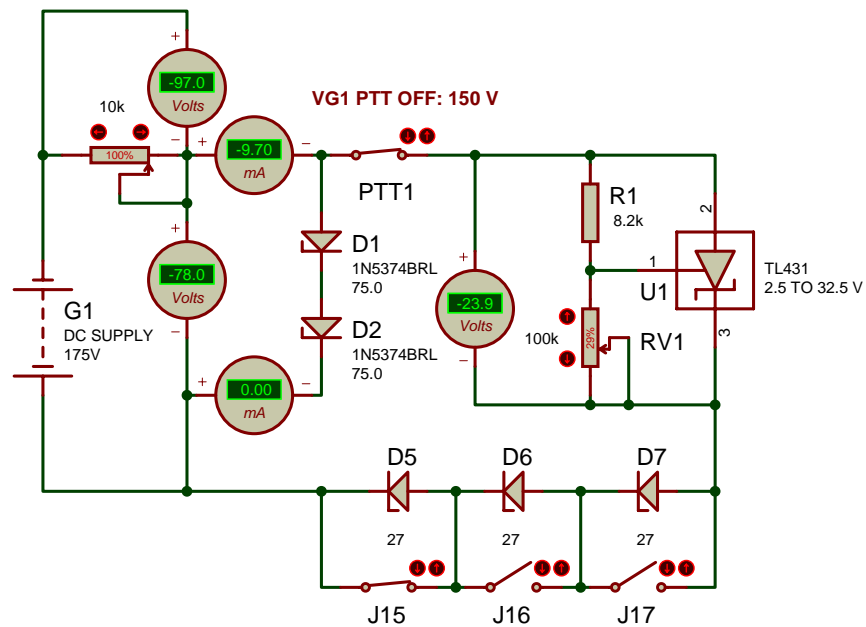 +
-97.0
Volts
−
VG1 PTT OFF: 150 V
10k
100%
+
-9.70
mA
−
PTT1
R1
8.2k
2
1
U1
TL431
2.5 TO 32.5 V
3
+
-78.0
Volts
−
D1
1N5374BRL
75.0
+
-23.9
Volts
−
G1
DC SUPPLY
175V
D2
1N5374BRL
75.0
100k
29%
RV1
+
0.00
mA
−
D5
D6
D7
27
27
27
J15
J16
J17